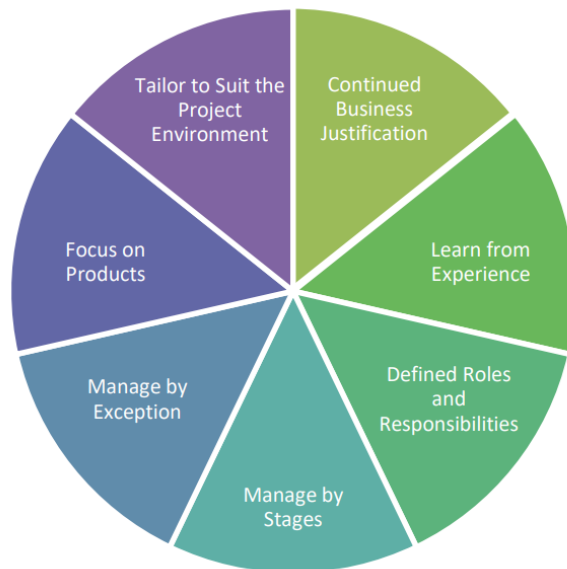 Continued
Business
Justification
Learn from
Experience
Defined Roles
and
Responsibilities
Manage by
Stages
Manage by
Exception
Focus on
Products
Tailor to Suit the
Project
Environment